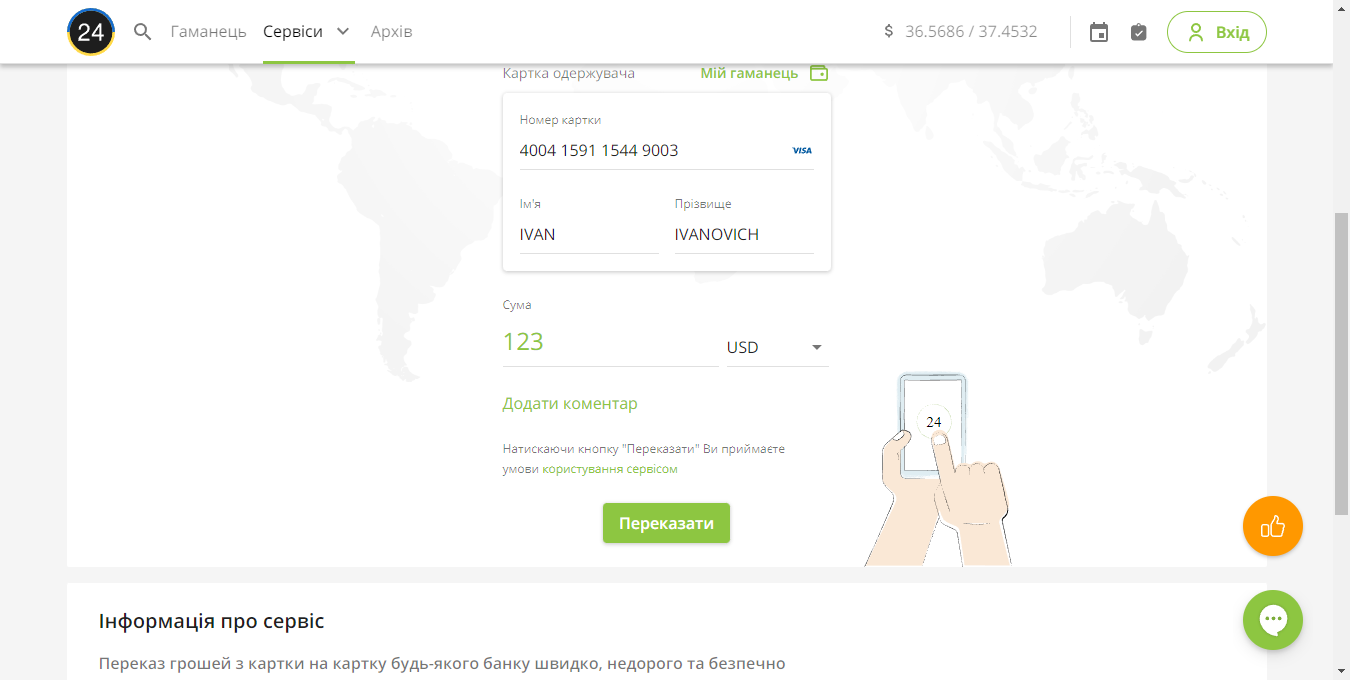 24 Гаманець Сервіси Архів $ 36.5686 / 37.4532 Вхід
Картка одержувача Мій гаманець
Номер картки
4004 1591 1544 9003 VISA
Ім'я Прізвище
IVAN IVANOVICH
Сума
123 USD
Додати коментар
24
Натискаючи кнопку "Переказати" Ви приймаєте
умови користування сервісом
Переказати
Інформація про сервіс
Переказ грошей з картки на картку будь-якого банку швидко, недорого та безпечно